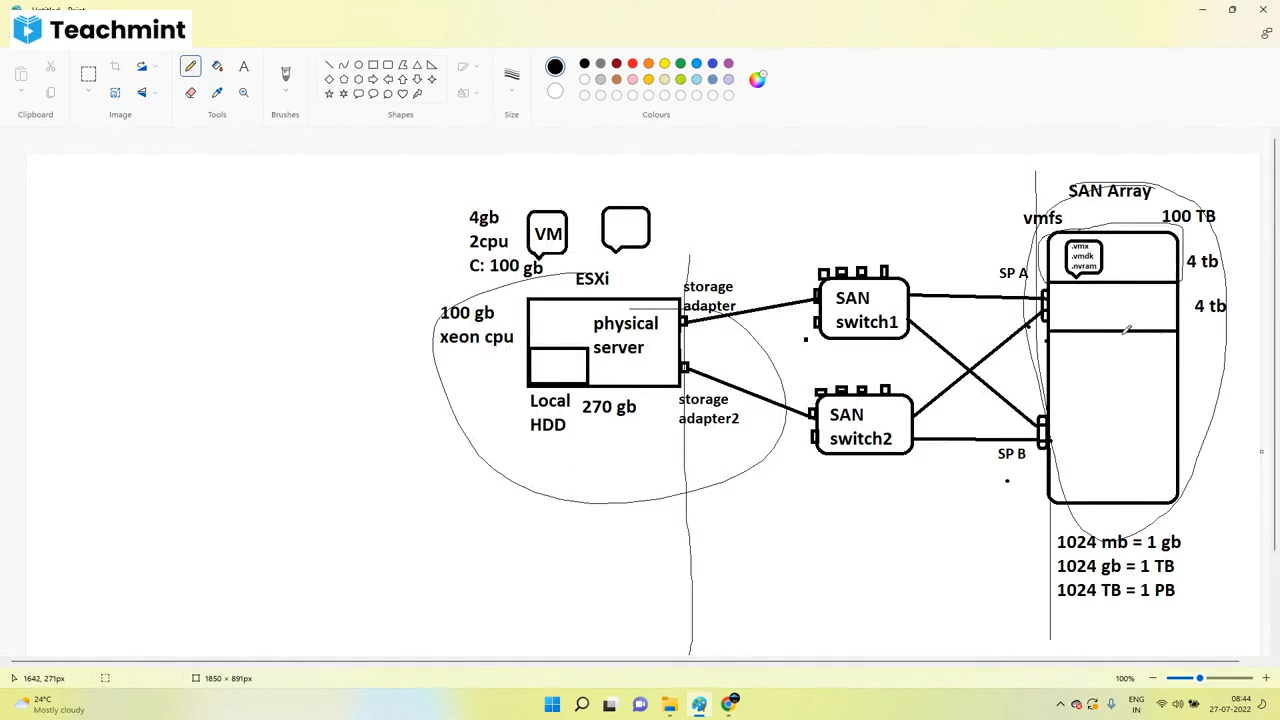 Untitled - Paint
Teachmint
Clipboard
Image
Tools
Brushes
Shapes
Size
Colours
SAN Array
vmfs
100 TB
4gb
2cpu
C: 100 gb
VM
.vmx
.vmdk
.nvram
4 tb
SP A
ESXi
storage
adapter
SAN
switch1
4 tb
100 gb
xeon cpu
physical
server
Local
HDD
270 gb
storage
adapter2
SAN
switch2
SP B
1024 mb = 1 gb
1024 gb = 1 TB
1024 TB = 1 PB
1642, 271px
1850 × 891px
100%
24°C
Mostly cloudy
ENG
IN
08:44
27-07-2022